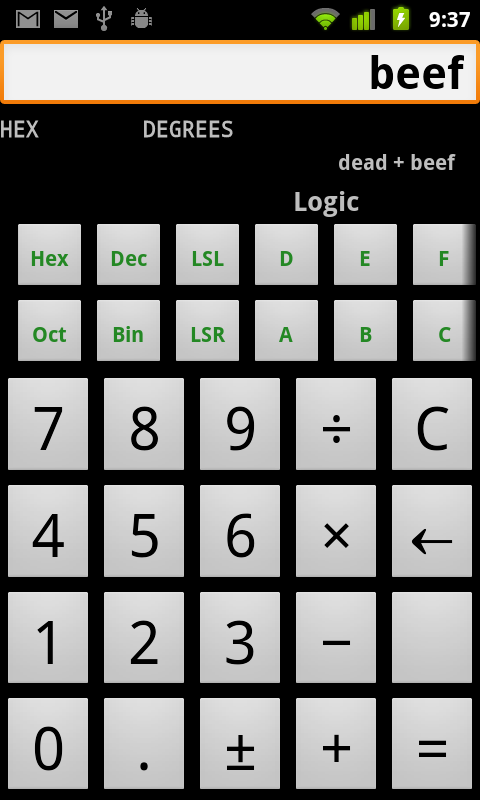 9:37
beef
HEX DEGREES
dead + beef
Logic
Hex Dec LSL D E F
Oct Bin LSR A B C
7 8 9 ÷ C
4 5 6 × ←
1 2 3 −
0 . ± + =